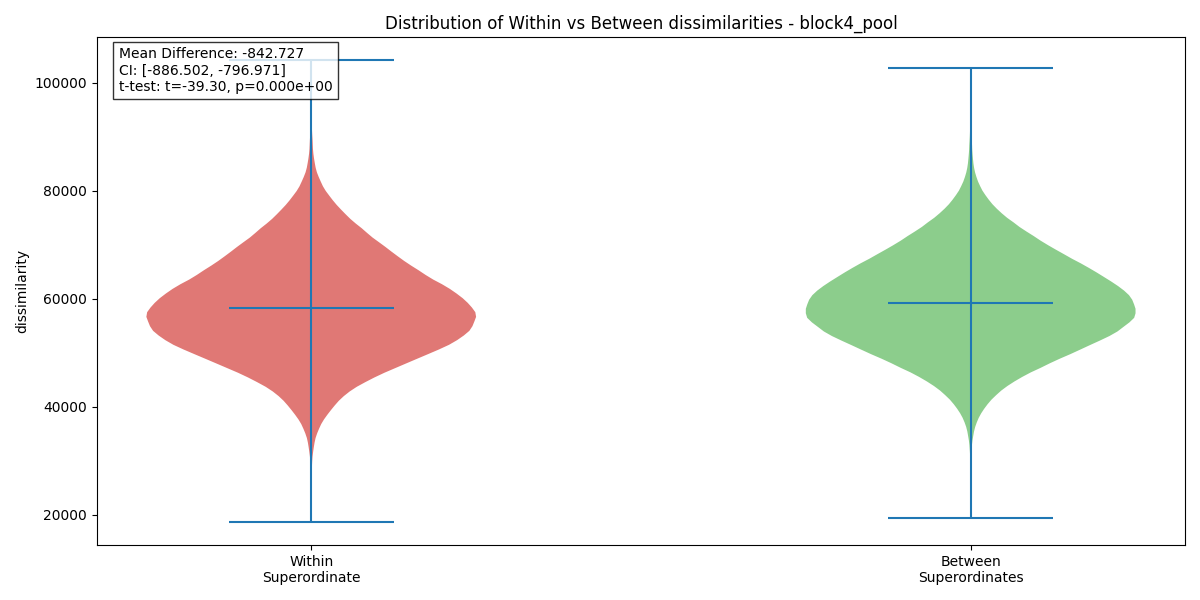 Distribution of Within vs Between dissimilarities - block4_pool
Mean Difference: -842.727
CI: [-886.502, -796.971]
t-test: t=-39.30, p=0.000e+00
dissimilarity
100000
80000
60000
40000
20000
Within
Superordinate
Between
Superordinates